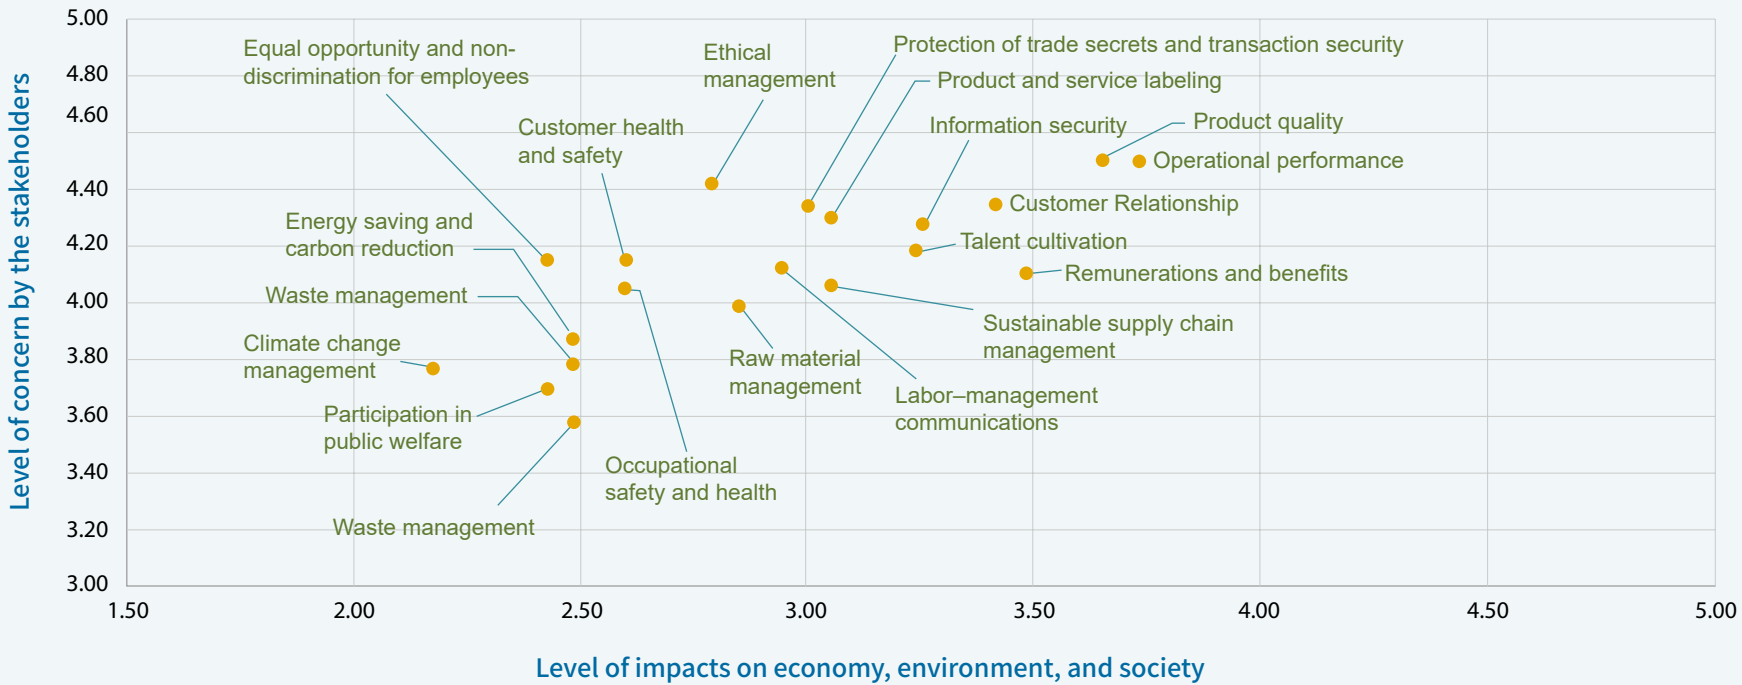 Level of concern by the stakeholders
5.00
4.80
4.60
4.40
4.20
4.00
3.80
3.60
3.40
3.20
3.00
Equal opportunity and non-
discrimination for employees
Ethical
management
Protection of trade secrets and transaction security
Product and service labeling
Customer health
and safety
Information security
Product quality
Operational performance
Customer Relationship
Energy saving and
carbon reduction
Talent cultivation
Remunerations and benefits
Waste management
Sustainable supply chain
management
Climate change
management
Raw material
management
Labor–management
communications
Participation in
public welfare
Occupational
safety and health
Waste management
1.50
2.00
2.50
3.00
3.50
4.00
4.50
5.00
Level of impacts on economy, environment, and society